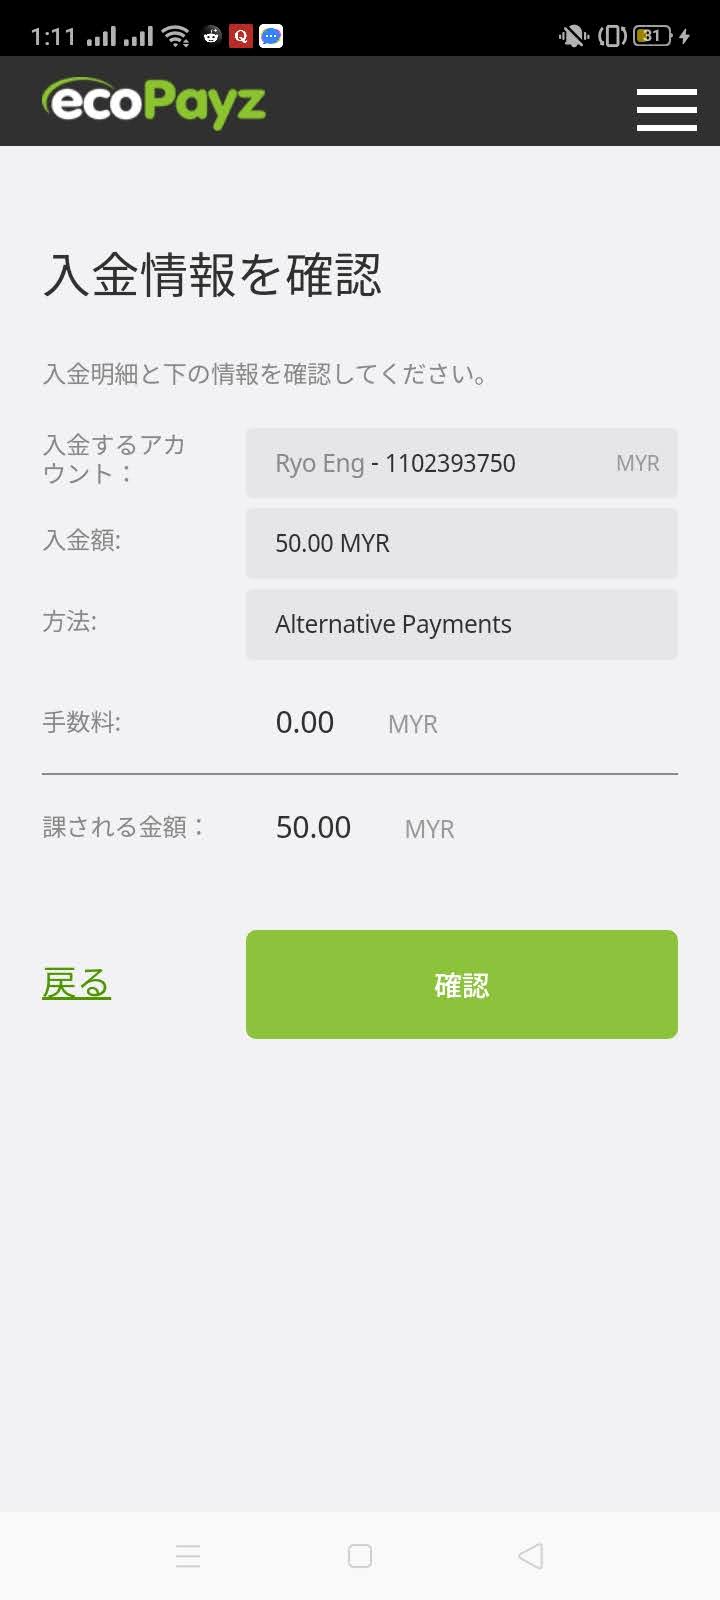 1:11
31
ecoPayz
入金情報を確認
入金明細と下の情報を確認してください。
入金するアカ
ウント：
Ryo Eng - 1102393750 MYR
入金額: 50.00 MYR
方法: Alternative Payments
手数料: 0.00 MYR
課される金額： 50.00 MYR
戻る 確認